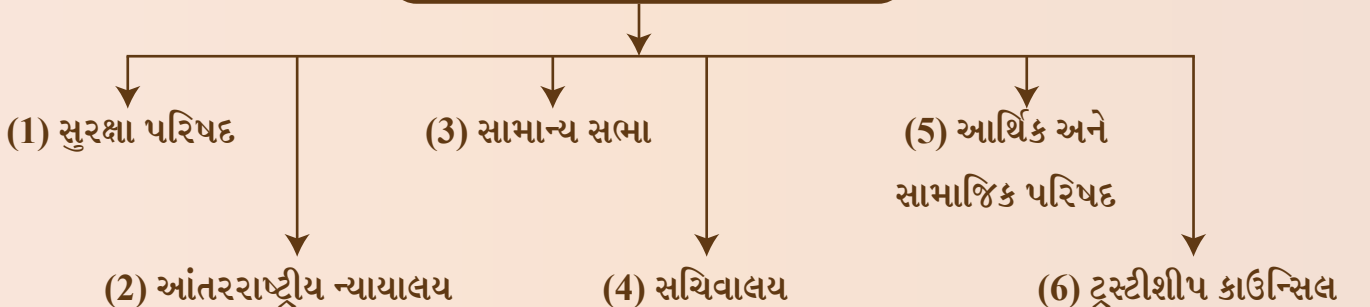 (1) સુરક્ષા પરિષદ
(2) આંતરરાષ્ટ્રીય ન્યાયાલય
(3) સામાન્ય સભા
(4) સચિવાલય
(5) આર્થિક અને
સામાજિક પરિષદ
(6) ટ્રસ્ટીશીપ કાઉન્સિલ